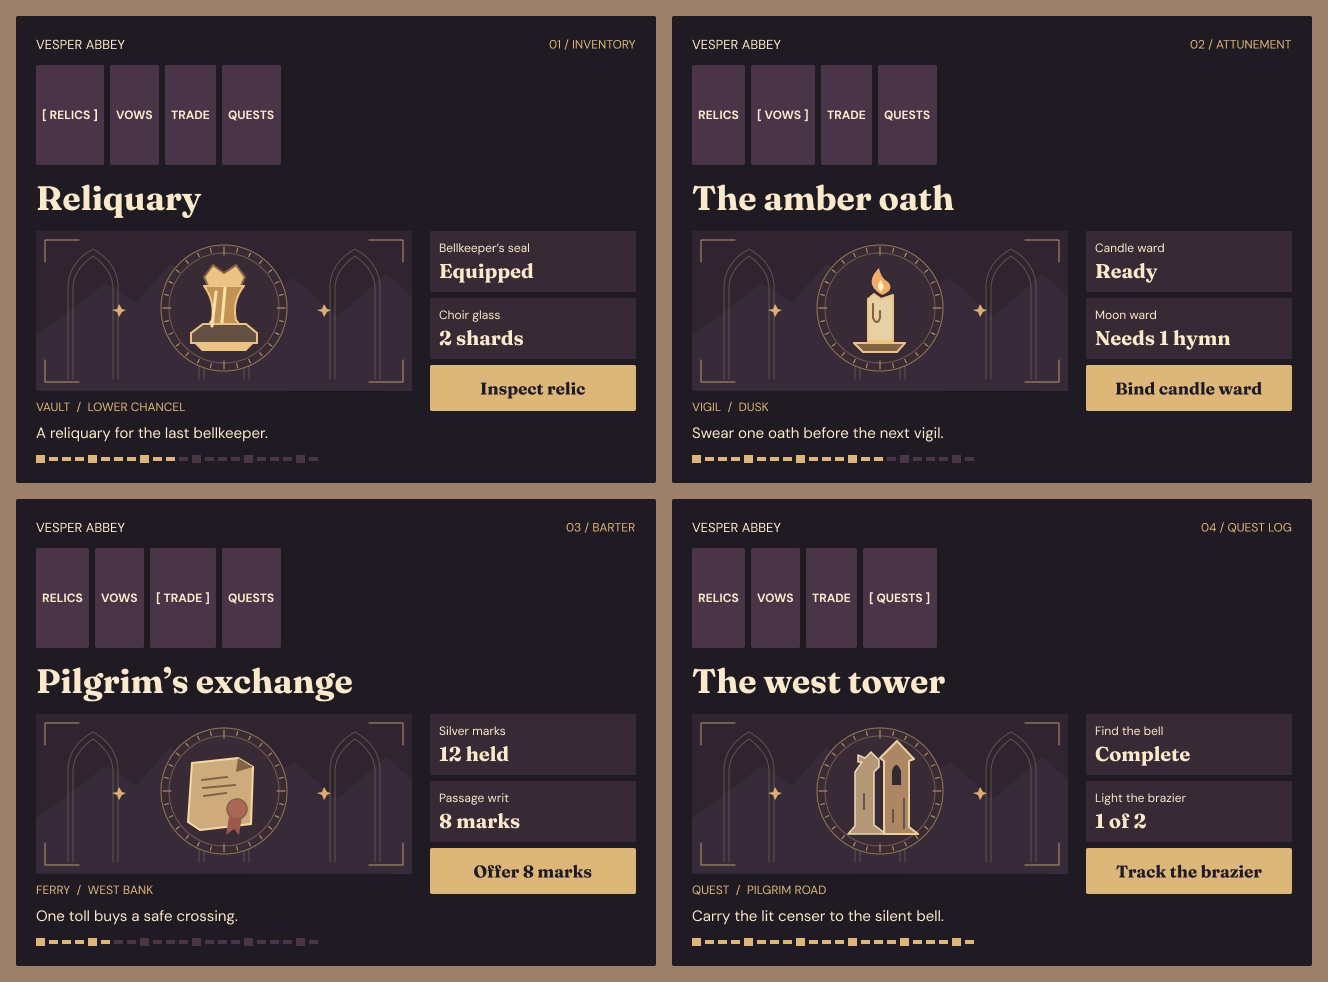 VESPER ABBEY
01 / INVENTORY
[ RELICS ] VOWS TRADE QUESTS
Reliquary
Bellkeeper’s seal
Equipped
Choir glass
2 shards
Inspect relic
VAULT / LOWER CHANCEL
A reliquary for the last bellkeeper.
VESPER ABBEY
02 / ATTUNEMENT
RELICS [ VOWS ] TRADE QUESTS
The amber oath
Candle ward
Ready
Moon ward
Needs 1 hymn
Bind candle ward
VIGIL / DUSK
Swear one oath before the next vigil.
VESPER ABBEY
03 / BARTER
RELICS VOWS [ TRADE ] QUESTS
Pilgrim’s exchange
Silver marks
12 held
Passage writ
8 marks
Offer 8 marks
FERRY / WEST BANK
One toll buys a safe crossing.
VESPER ABBEY
04 / QUEST LOG
RELICS VOWS TRADE [ QUESTS ]
The west tower
Find the bell
Complete
Light the brazier
1 of 2
Track the brazier
QUEST / PILGRIM ROAD
Carry the lit censer to the silent bell.